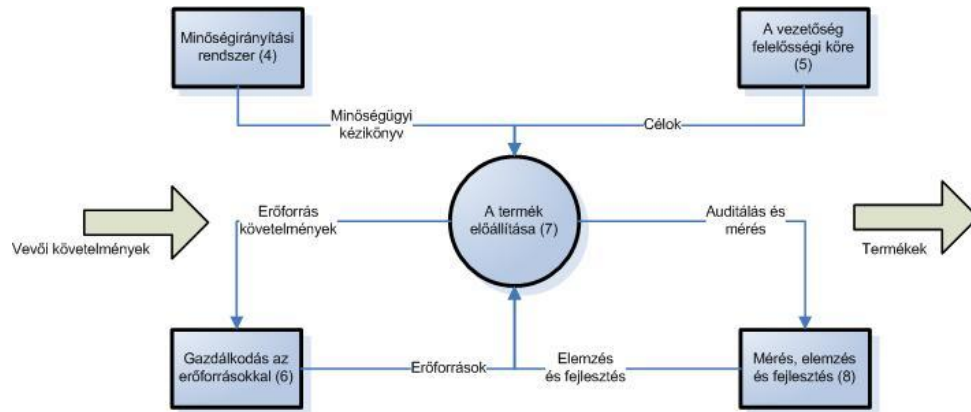 Minőségirányítási
rendszer (4)
A vezetőség
felelősségi köre
(5)
Minőségügyi
kézikönyv
Célok
Vevői követelmények
Erőforrás
követelmények
A termék
előállítása (7)
Auditálás és
mérés
Termékek
Gazdálkodás az
erőforrásokkal (6)
Erőforrások
Elemzés
és fejlesztés
Mérés, elemzés
és fejlesztés (8)